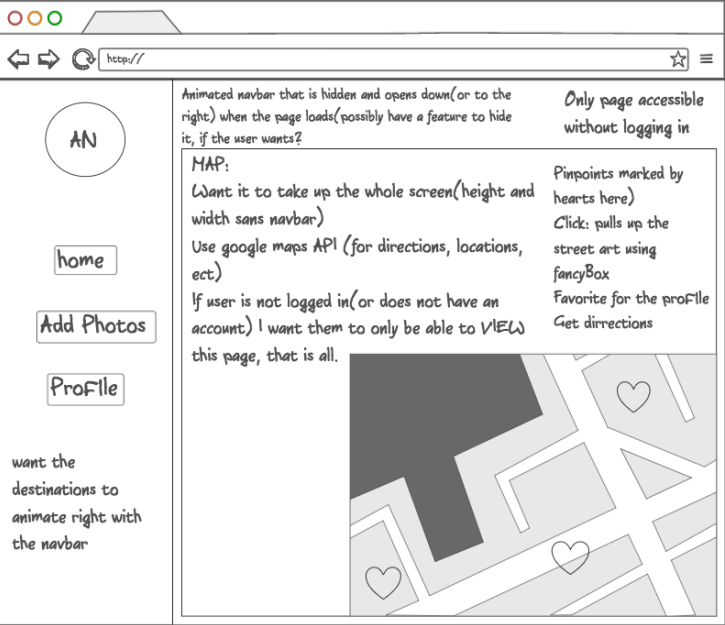 http://
AN
home
Add Photos
Profile
want the
destinations to
animate right with
the navbar
Animated navbar that is hidden and opens down(or to the
right) when the page loads(possibly have a feature to hide
it, if the user wants?
Only page accessible
without logging in
MAP:
Want it to take up the whole screen(height and
width sans navbar)
Use google maps API (for directions, locations,
ect)
If user is not logged in(or does not have an
account) I want them to only be able to VIEW
this page, that is all.
Pinpoints marked by
hearts here)
Click: pulls up the
street art using
fancyBox
Favorite for the profile
Get dirrections